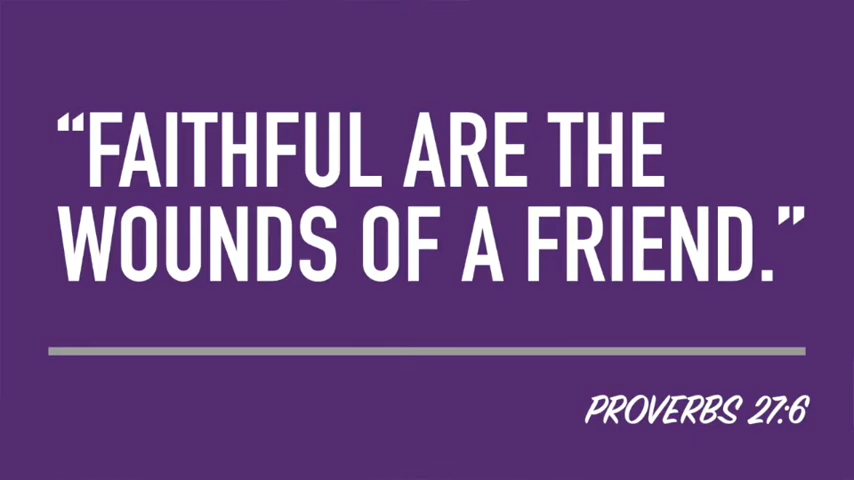 “FAITHFUL ARE THE
WOUNDS OF A FRIEND.”
PROVERBS 27:6